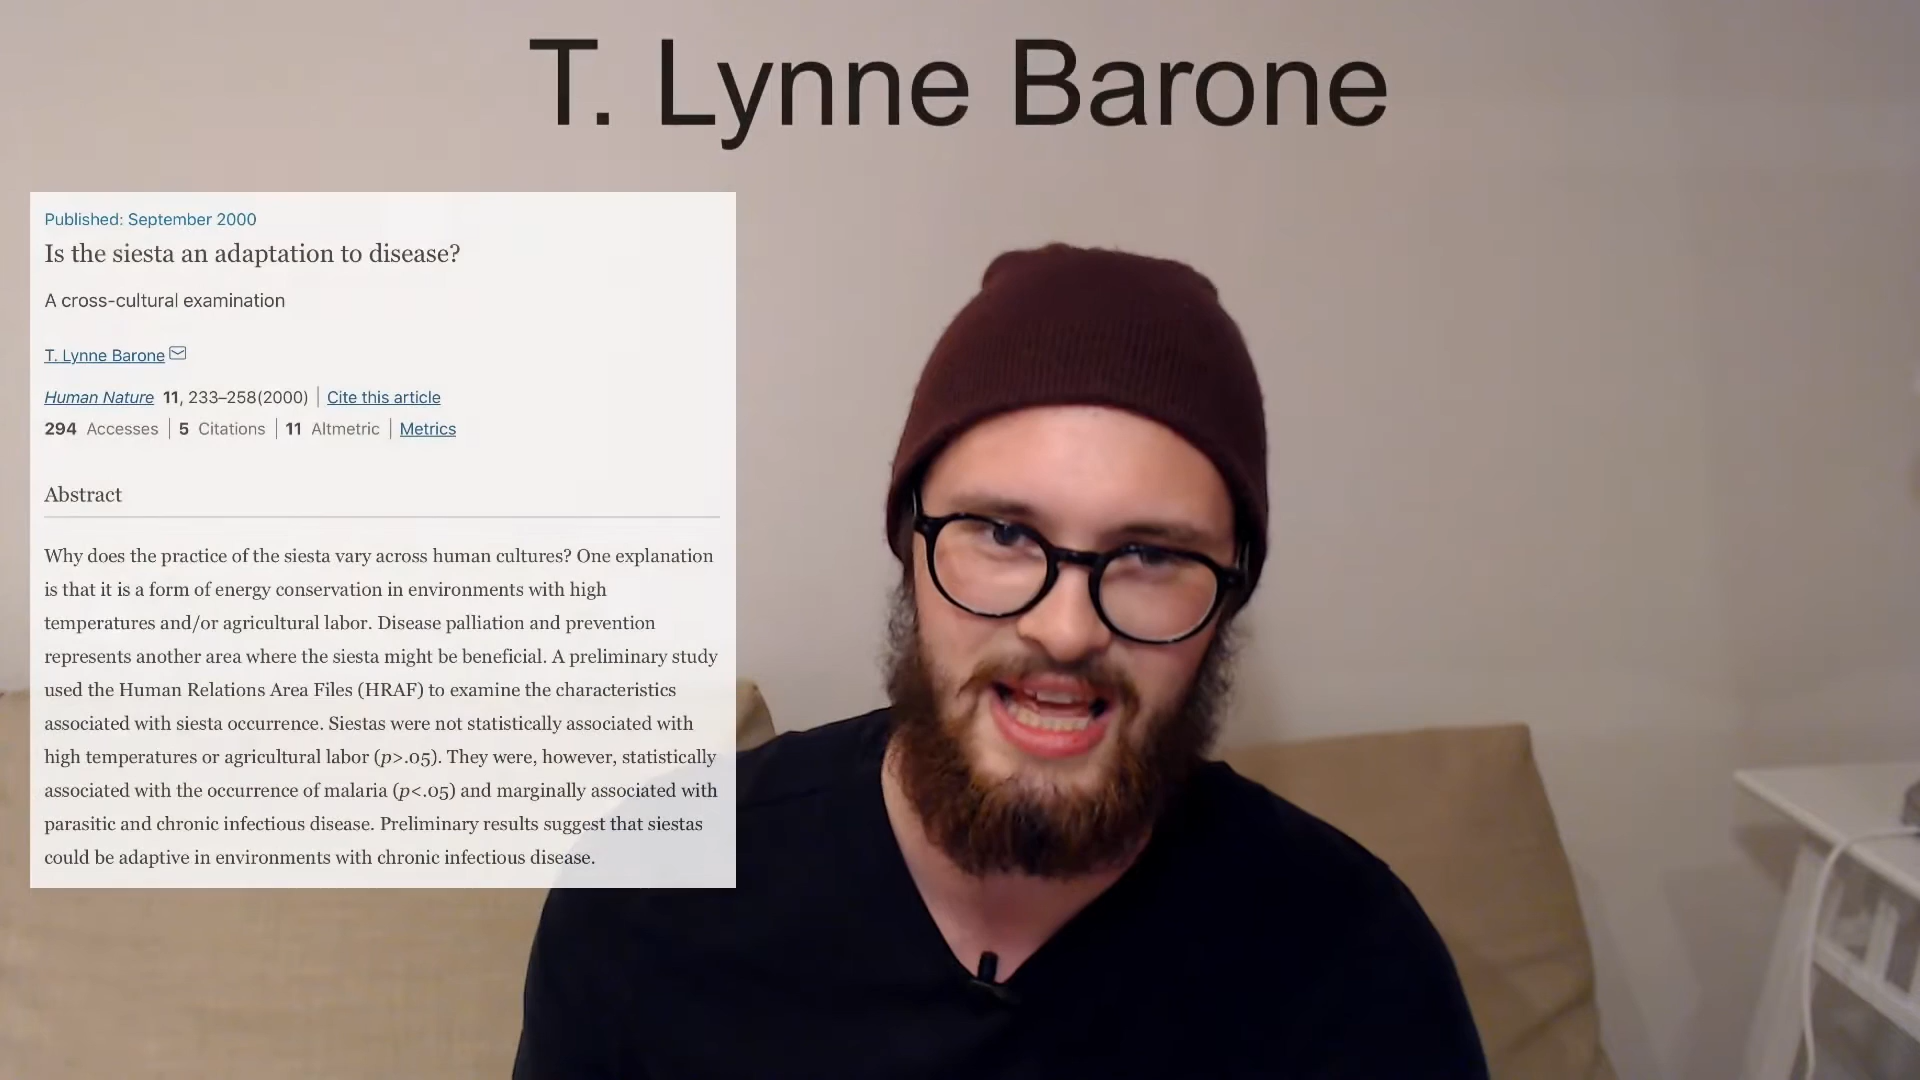 T. Lynne Barone
Published: September 2000
Is the siesta an adaptation to disease?
A cross-cultural examination
T. Lynne Barone
Human Nature 11, 233–258(2000) | Cite this article
294 Accesses | 5 Citations | 11 Altmetric | Metrics
Abstract
Why does the practice of the siesta vary across human cultures? One explanation
is that it is a form of energy conservation in environments with high
temperatures and/or agricultural labor. Disease palliation and prevention
represents another area where the siesta might be beneficial. A preliminary study
used the Human Relations Area Files (HRAF) to examine the characteristics
associated with siesta occurrence. Siestas were not statistically associated with
high temperatures or agricultural labor (p>.05). They were, however, statistically
associated with the occurrence of malaria (p<.05) and marginally associated with
parasitic and chronic infectious disease. Preliminary results suggest that siestas
could be adaptive in environments with chronic infectious disease.